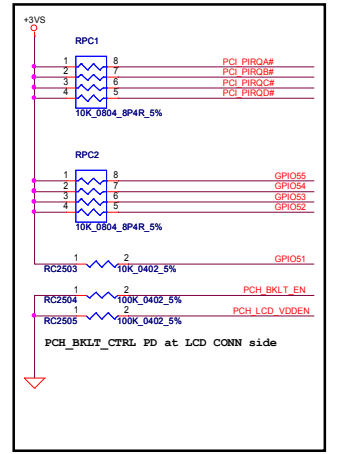 +3VS
RPC1
1 8 PCI_PIRQA#
2 7 PCI_PIRQB#
3 6 PCI_PIRQC#
4 5 PCI_PIRQD#
10K_0804_8P4R_5%
RPC2
1 8 GPIO55
2 7 GPIO54
3 6 GPIO53
4 5 GPIO52
10K_0804_8P4R_5%
1 2 GPIO51
RC2503 10K_0402_5%
1 2 PCH_BKLT_EN
RC2504 100K_0402_5%
1 2 PCH_LCD_VDDEN
RC2505 100K_0402_5%
PCH_BKLT_CTRL PD at LCD CONN side